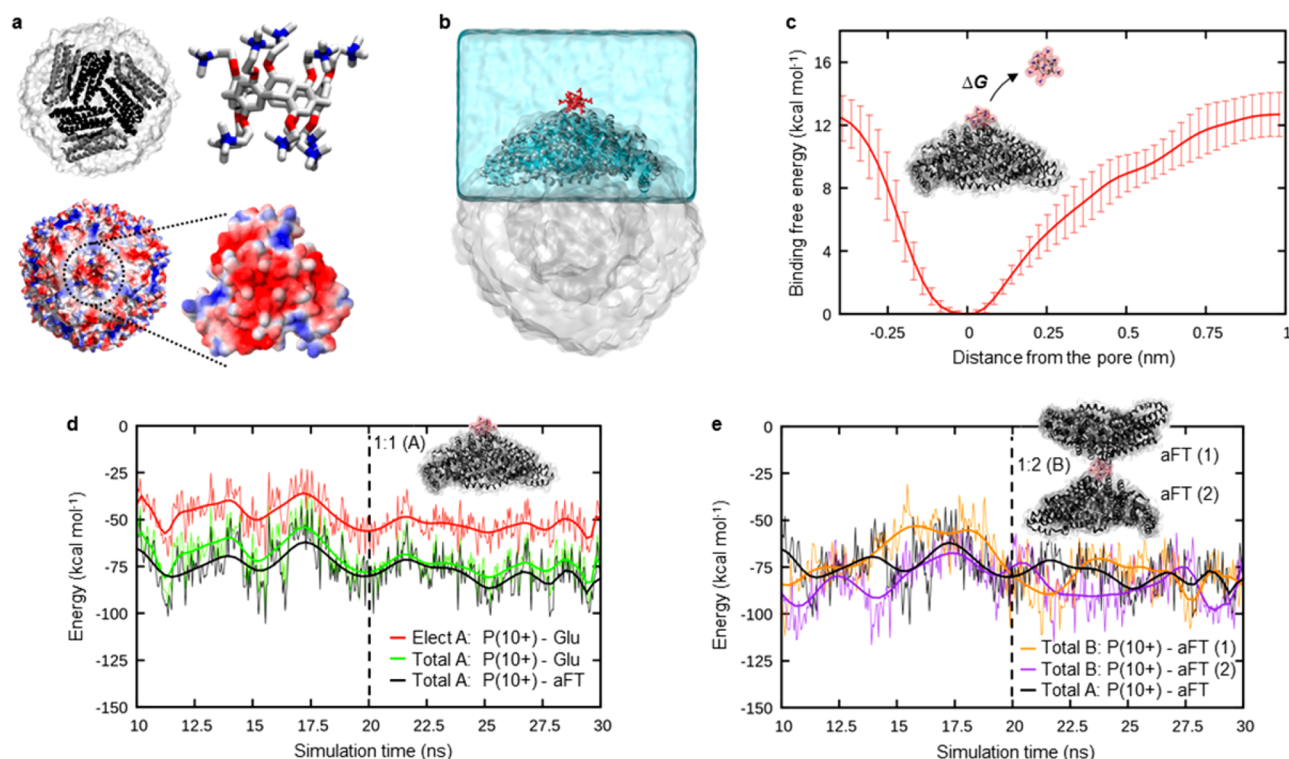 a
b
c
Binding free energy (kcal mol-1)
16
12
8
4
0
ΔG
-0.25
0
0.25
0.5
0.75
1
Distance from the pore (nm)
d
Energy (kcal mol-1)
0
-25
-50
-75
-100
-125
-150
1:1 (A)
Elect A: P(10+) - Glu
Total A: P(10+) - Glu
Total A: P(10+) - aFT
10
12.5
15
17.5
20
22.5
25
27.5
30
Simulation time (ns)
e
Energy (kcal mol-1)
0
-25
-50
-75
-100
-125
-150
1:2 (B)
aFT (1)
aFT (2)
Total B: P(10+) - aFT (1)
Total B: P(10+) - aFT (2)
Total A: P(10+) - aFT
10
12.5
15
17.5
20
22.5
25
27.5
30
Simulation time (ns)